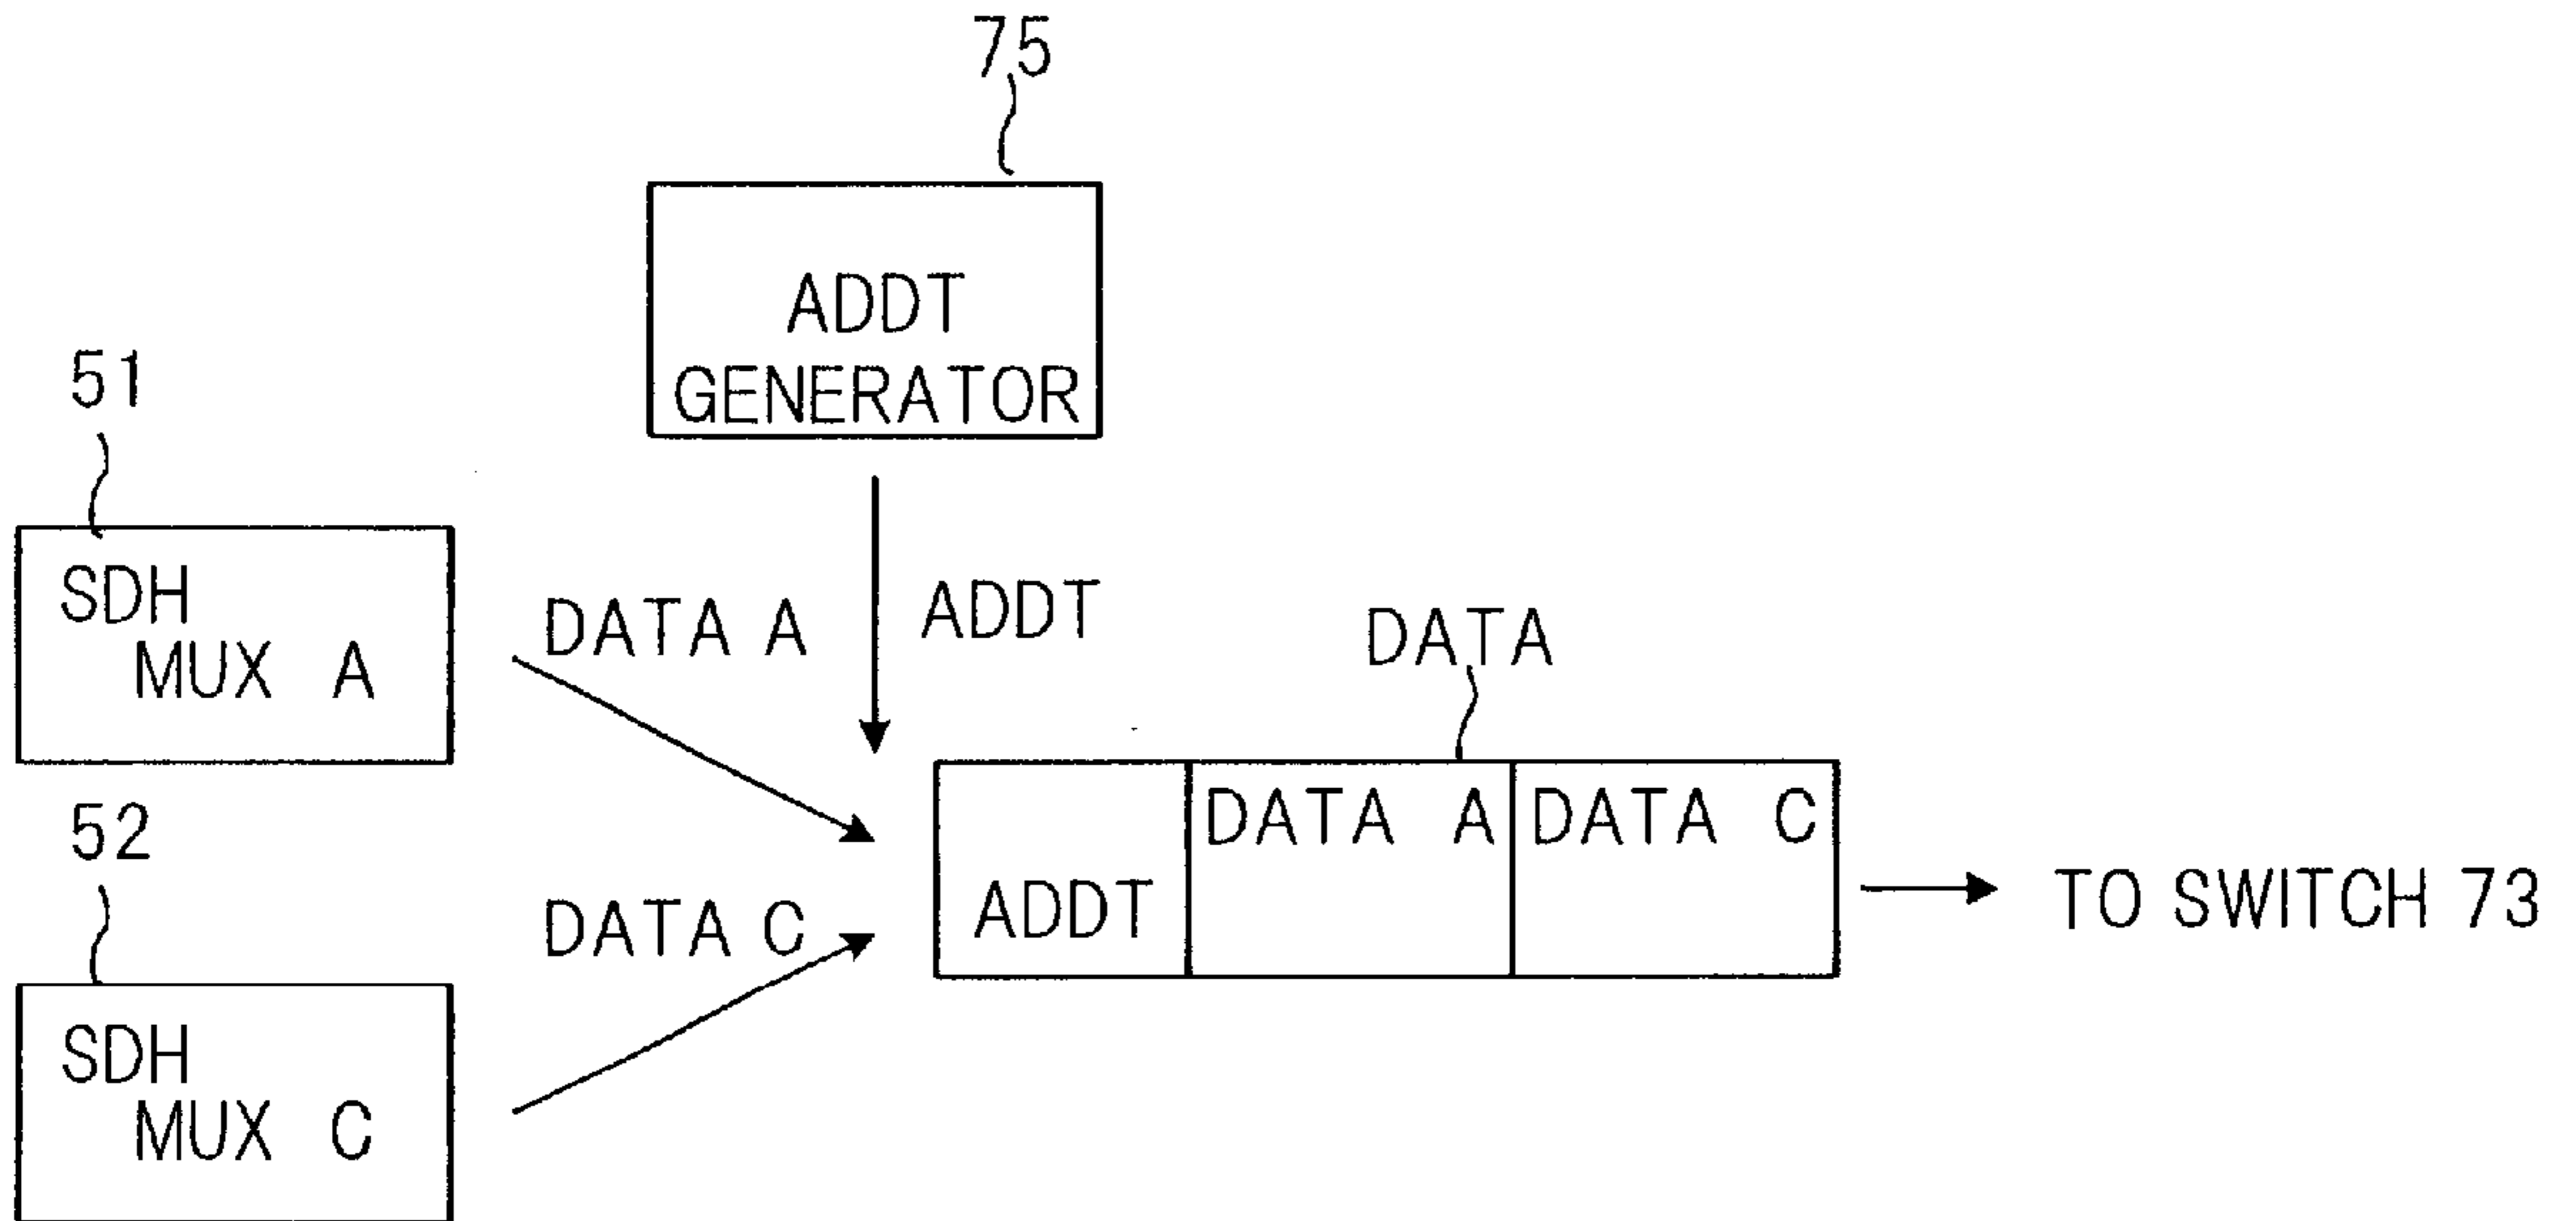 75
ADDT
GENERATOR
51
SDH
MUX A
DATA A
ADDT
DATA
52
DATA A
DATA C
ADDT
DATA C
TO SWITCH 73
SDH
MUX C